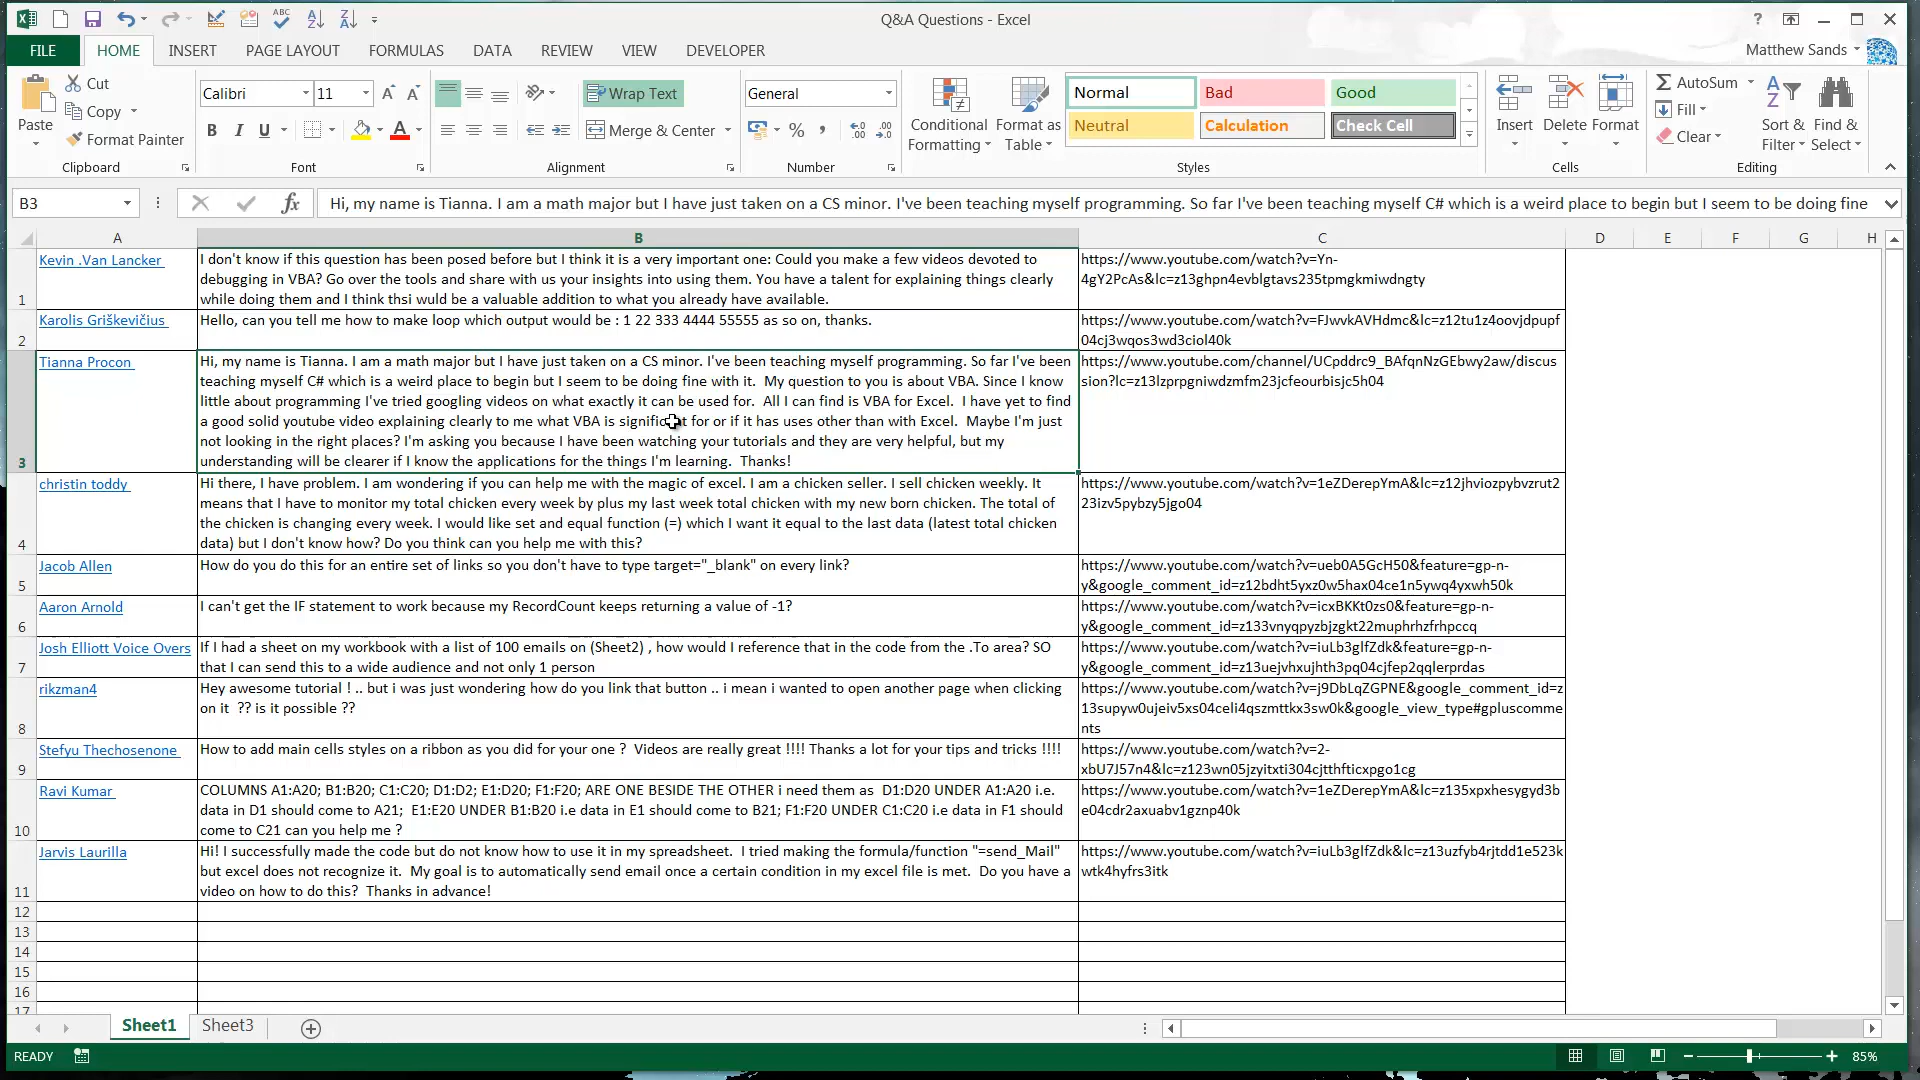 Q&A Questions - Excel
FILE HOME INSERT PAGE LAYOUT FORMULAS DATA REVIEW VIEW DEVELOPER Matthew Sands
Paste
Cut
Copy
Format Painter
Clipboard
Calibri 11
B I U
Font
Wrap Text
Merge & Center
Alignment
General
Number
Conditional Formatting
Format as Table
Normal Bad Good
Neutral Calculation Check Cell
Styles
Insert Delete Format
Cells
AutoSum
Fill
Clear
Sort & Filter
Find & Select
Editing
B3 fx Hi, my name is Tianna. I am a math major but I have just taken on a CS minor. I've been teaching myself programming. So far I've been teaching myself C# which is a weird place to begin but I seem to be doing fine
A B C D E F G H
1 Kevin .Van Lancker
I don't know if this question has been posed before but I think it is a very important one: Could you make a few videos devoted to
debugging in VBA? Go over the tools and share with us your insights into using them. You have a talent for explaining things clearly
while doing them and I think thsi wuld be a valuable addition to what you already have available.
https://www.youtube.com/watch?v=Yn-
4gY2PcAs&lc=z13ghpn4evblgtavs235tpmgkmiwdngty
2 Karolis Griškevičius
Hello, can you tell me how to make loop which output would be : 1 22 333 4444 55555 as so on, thanks.
https://www.youtube.com/watch?v=FJwvkAVHdmc&lc=z12tu1z4oovjdpupf
04cj3wqos3wd3ciol40k
3 Tianna Procon
Hi, my name is Tianna. I am a math major but I have just taken on a CS minor. I've been teaching myself programming. So far I've been
teaching myself C# which is a weird place to begin but I seem to be doing fine with it.  My question to you is about VBA. Since I know
little about programming I've tried googling videos on what exactly it can be used for.  All I can find is VBA for Excel.  I have yet to find
a good solid youtube video explaining clearly to me what VBA is significant for or if it has uses other than with Excel.  Maybe I'm just
not looking in the right places? I'm asking you because I have been watching your tutorials and they are very helpful, but my
understanding will be clearer if I know the applications for the things I'm learning.  Thanks!
https://www.youtube.com/channel/UCpddrc9_BAfqnNzGEbwy2aw/discus
sion?lc=z13lzprpgniwdzmfm23jcfeourbisjc5h04
4 christin toddy
Hi there, I have problem. I am wondering if you can help me with the magic of excel. I am a chicken seller. I sell chicken weekly. It
means that I have to monitor my total chicken every week by plus my last week total chicken with my new born chicken. The total of
the chicken is changing every week. I would like set and equal function (=) which I want it equal to the last data (latest total chicken
data) but I don't know how? Do you think can you help me with this?
https://www.youtube.com/watch?v=1eZDerepYmA&lc=z12jhviozpybvzrut2
23izv5pybzy5jgo04
5 Jacob Allen
How do you do this for an entire set of links so you don't have to type target="_blank" on every link?
https://www.youtube.com/watch?v=ueb0A5GcH50&feature=gp-n-
y&google_comment_id=z12bdht5yxz0w5hax04ce1n5ywq4yxwh50k
6 Aaron Arnold
I can't get the IF statement to work because my RecordCount keeps returning a value of -1?
https://www.youtube.com/watch?v=icxBKKt0zs0&feature=gp-n-
y&google_comment_id=z133vnyqpyzbjzgkt22muphrhzfrhpccq
7 Josh Elliott Voice Overs
If I had a sheet on my workbook with a list of 100 emails on (Sheet2) , how would I reference that in the code from the .To area? SO
that I can send this to a wide audience and not only 1 person
https://www.youtube.com/watch?v=iuLb3glfZdk&feature=gp-n-
y&google_comment_id=z13uejvhxujhth3pq04cjfep2qqlerprdas
8 rikzman4
Hey awesome tutorial ! .. but i was just wondering how do you link that button .. i mean i wanted to open another page when clicking
on it  ?? is it possible ??
https://www.youtube.com/watch?v=j9DbLqZGPNE&google_comment_id=z
13supyw0ujeiv5xs04celi4qszmttkx3sw0k&google_view_type#gpluscomme
nts
9 Stefyu Thechosenone
How to add main cells styles on a ribbon as you did for your one ?  Videos are really great !!!! Thanks a lot for your tips and tricks !!!!
https://www.youtube.com/watch?v=2-
xbU7J57n4&lc=z123wn05jzyitxti304cjtthfticxpgo1cg
10 Ravi Kumar
COLUMNS A1:A20; B1:B20; C1:C20; D1:D2; E1:D20; F1:F20; ARE ONE BESIDE THE OTHER i need them as  D1:D20 UNDER A1:A20 i.e.
data in D1 should come to A21;  E1:E20 UNDER B1:B20 i.e data in E1 should come to B21; F1:F20 UNDER C1:C20 i.e data in F1 should
come to C21 can you help me ?
https://www.youtube.com/watch?v=1eZDerepYmA&lc=z135xpxhesygyd3b
e04cdr2axuabv1gznp40k
11 Jarvis Laurilla
Hi! I successfully made the code but do not know how to use it in my spreadsheet.  I tried making the formula/function "=send_Mail"
but excel does not recognize it.  My goal is to automatically send email once a certain condition in my excel file is met.  Do you have a
video on how to do this?  Thanks in advance!
https://www.youtube.com/watch?v=iuLb3glfZdk&lc=z13uzfyb4rjtdd1e523k
wtk4hyfrs3itk
12
13
14
15
16
17
Sheet1 Sheet3
READY 85%